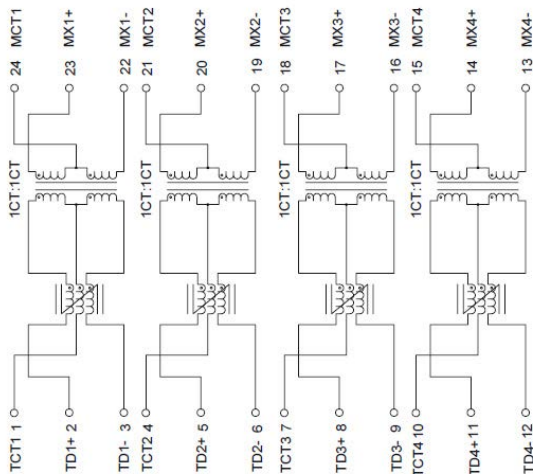 24 MCT1
23 MX1+
22 MX1-
21 MCT2
20 MX2+
19 MX2-
18 MCT3
17 MX3+
16 MX3-
15 MCT4
14 MX4+
13 MX4-
1CT:1CT
1CT:1CT
1CT:1CT
1CT:1CT
TCT1 1
TD1+ 2
TD1- 3
TCT2 4
TD2+ 5
TD2- 6
TCT3 7
TD3+ 8
TD3- 9
TCT4 10
TD4+ 11
TD4- 12